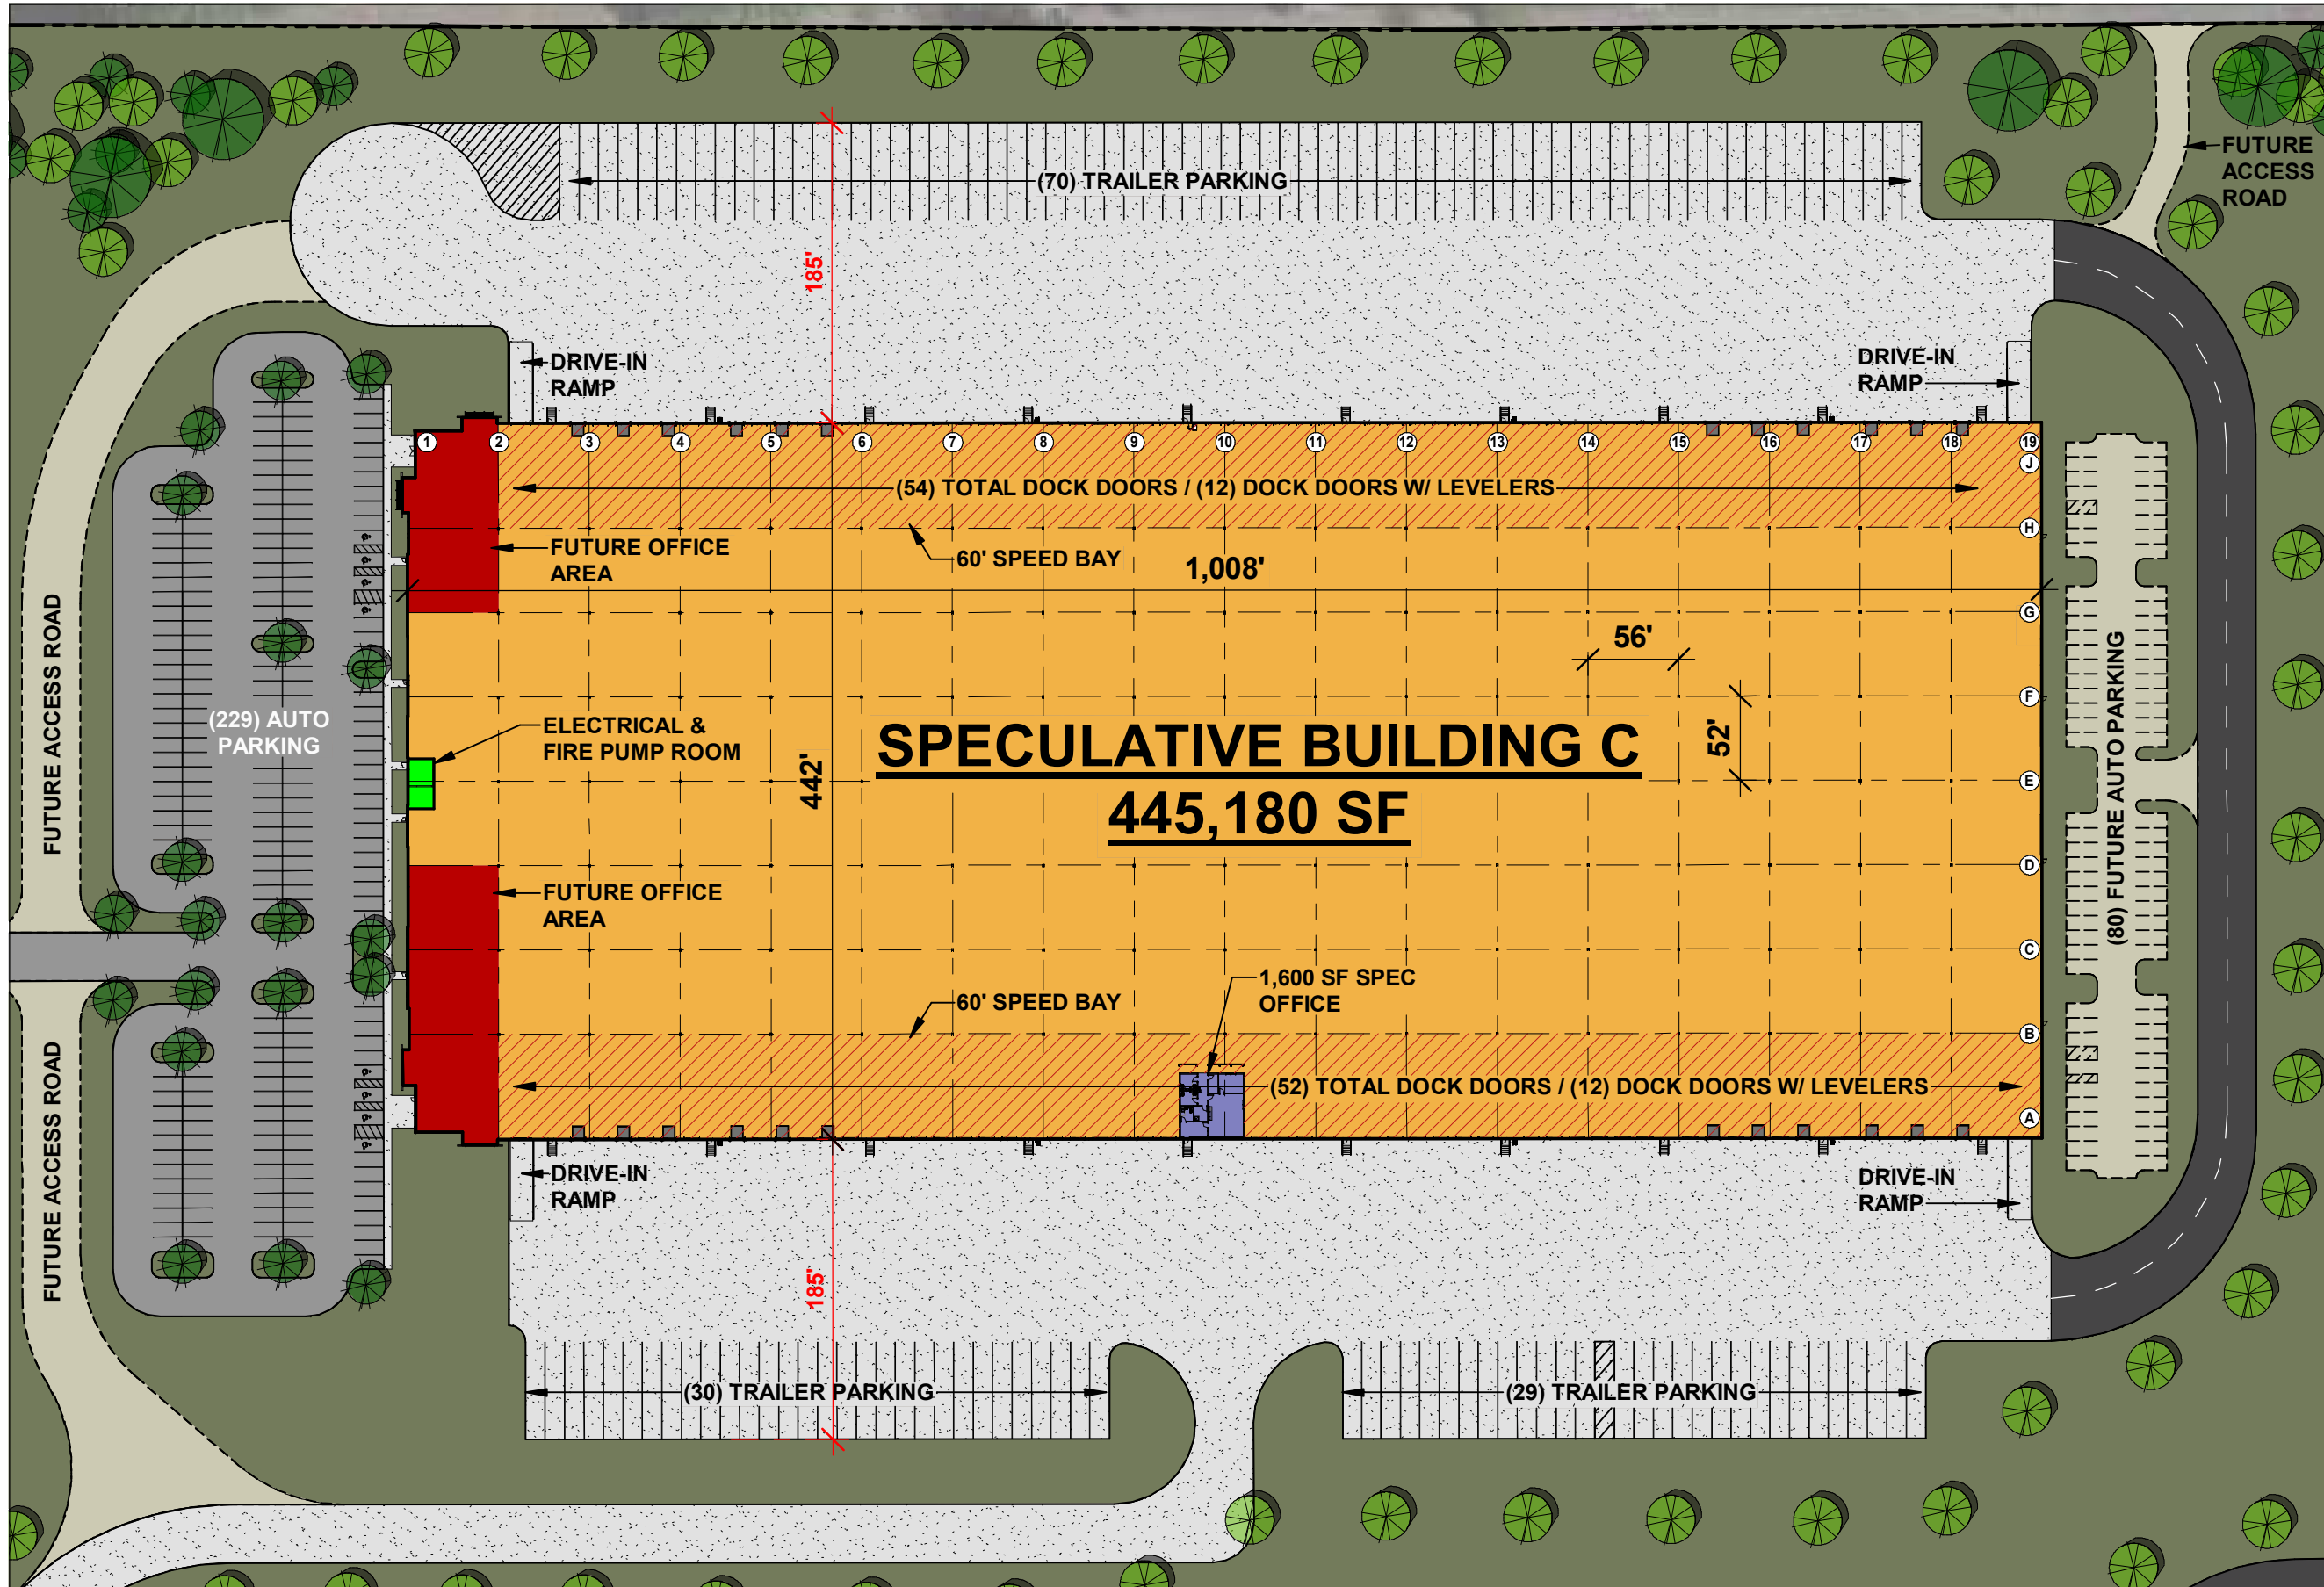 (70) TRAILER PARKING
FUTURE
ACCESS
ROAD
185'
DRIVE-IN
RAMP
DRIVE-IN
RAMP
1 2 3 4 5 6 7 8 9 10 11 12 13 14 15 16 17 18 19
J
(54) TOTAL DOCK DOORS / (12) DOCK DOORS W/ LEVELERS
H
FUTURE OFFICE
AREA
60' SPEED BAY
1,008'
G
56'
F
FUTURE ACCESS ROAD
(229) AUTO
PARKING
ELECTRICAL &
FIRE PUMP ROOM
442'
SPECULATIVE BUILDING C
445,180 SF
52'
E
(80) FUTURE AUTO PARKING
D
FUTURE OFFICE
AREA
C
1,600 SF SPEC
OFFICE
60' SPEED BAY
B
(52) TOTAL DOCK DOORS / (12) DOCK DOORS W/ LEVELERS
A
FUTURE ACCESS ROAD
DRIVE-IN
RAMP
DRIVE-IN
RAMP
185'
(30) TRAILER PARKING
(29) TRAILER PARKING